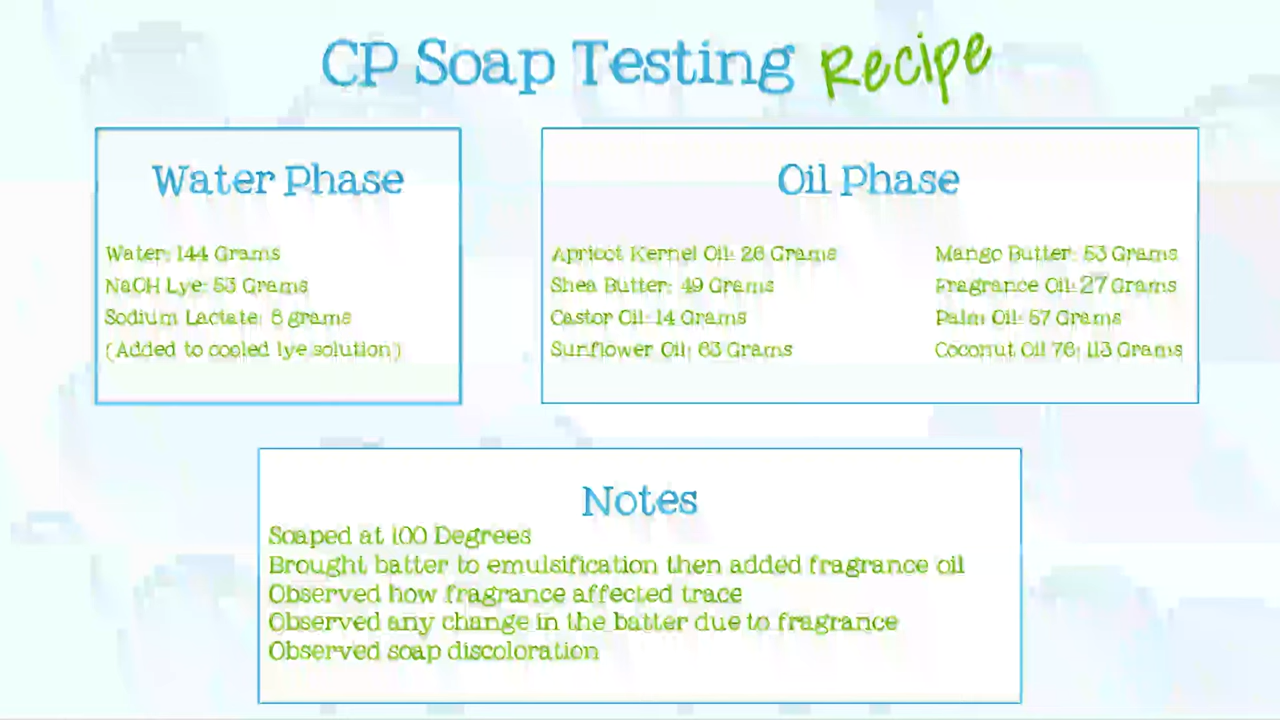 CP Soap Testing Recipe
Water Phase
Water: 144 Grams
NaOH Lye: 53 Grams
Sodium Lactate: 8 grams
(Added to cooled lye solution)
Oil Phase
Apricot Kernel Oil: 26 Grams
Shea Butter: 49 Grams
Castor Oil: 14 Grams
Sunflower Oil: 63 Grams
Mango Butter: 53 Grams
Fragrance Oil: 27 Grams
Palm Oil: 57 Grams
Coconut Oil 76: 113 Grams
Notes
Soaped at 100 Degrees
Brought batter to emulsification then added fragrance oil
Observed how fragrance affected trace
Observed any change in the batter due to fragrance
Observed soap discoloration